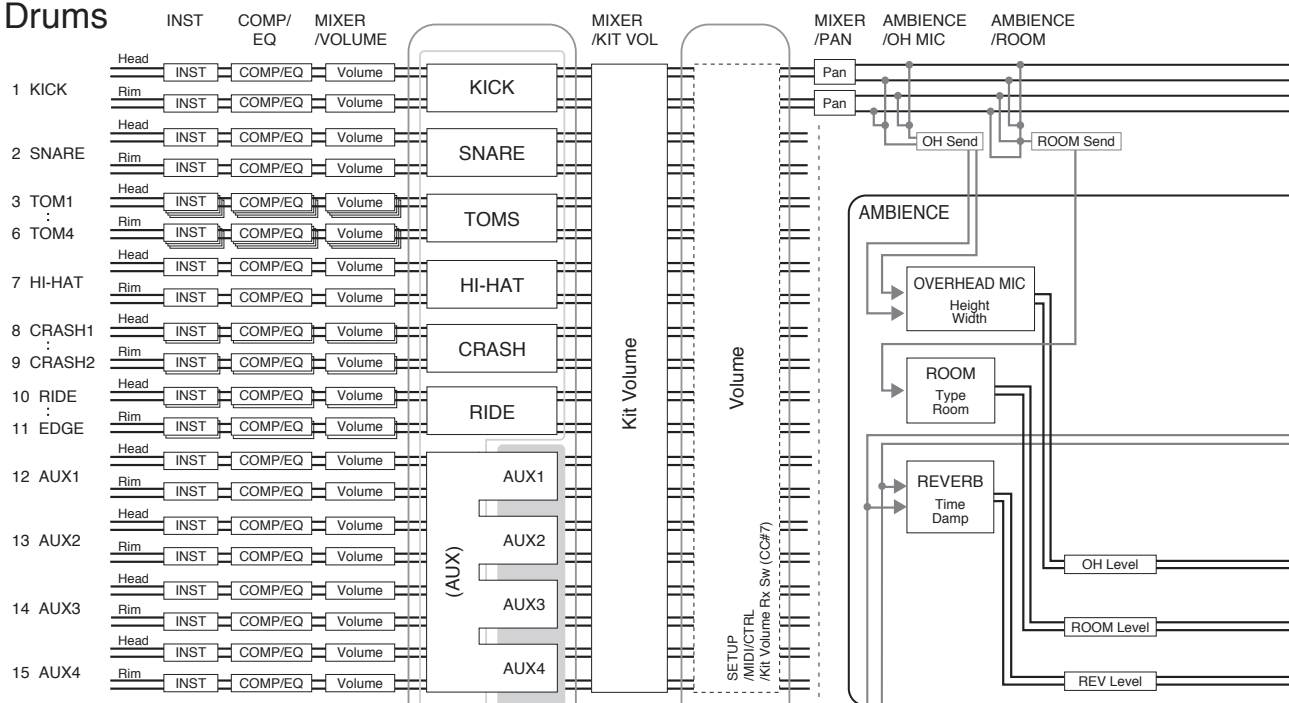 Drums
INST
COMP/
EQ
MIXER
/VOLUME
MIXER
/KIT VOL
MIXER
/PAN
AMBIENCE
/OH MIC
AMBIENCE
/ROOM
1 KICK
Head
INST
COMP/EQ
Volume
Rim
INST
COMP/EQ
Volume
KICK
2 SNARE
Head
INST
COMP/EQ
Volume
Rim
INST
COMP/EQ
Volume
SNARE
3 TOM1
:
6 TOM4
Head
INST
COMP/EQ
Volume
Rim
INST
COMP/EQ
Volume
TOMS
7 HI-HAT
Head
INST
COMP/EQ
Volume
Rim
INST
COMP/EQ
Volume
HI-HAT
8 CRASH1
:
9 CRASH2
Head
INST
COMP/EQ
Volume
Rim
INST
COMP/EQ
Volume
CRASH
10 RIDE
:
11 EDGE
Head
INST
COMP/EQ
Volume
Rim
INST
COMP/EQ
Volume
RIDE
12 AUX1
Head
INST
COMP/EQ
Volume
Rim
INST
COMP/EQ
Volume
AUX1
13 AUX2
Head
INST
COMP/EQ
Volume
Rim
INST
COMP/EQ
Volume
AUX2
14 AUX3
Head
INST
COMP/EQ
Volume
Rim
INST
COMP/EQ
Volume
AUX3
15 AUX4
Head
INST
COMP/EQ
Volume
Rim
INST
COMP/EQ
Volume
AUX4
(AUX)
Kit Volume
Volume
SETUP
/MIDI/CTRL
/Kit Volume Rx Sw (CC#7)
Pan
Pan
OH Send
ROOM Send
AMBIENCE
OVERHEAD MIC
Height
Width
ROOM
Type
Room
REVERB
Time
Damp
OH Level
ROOM Level
REV Level